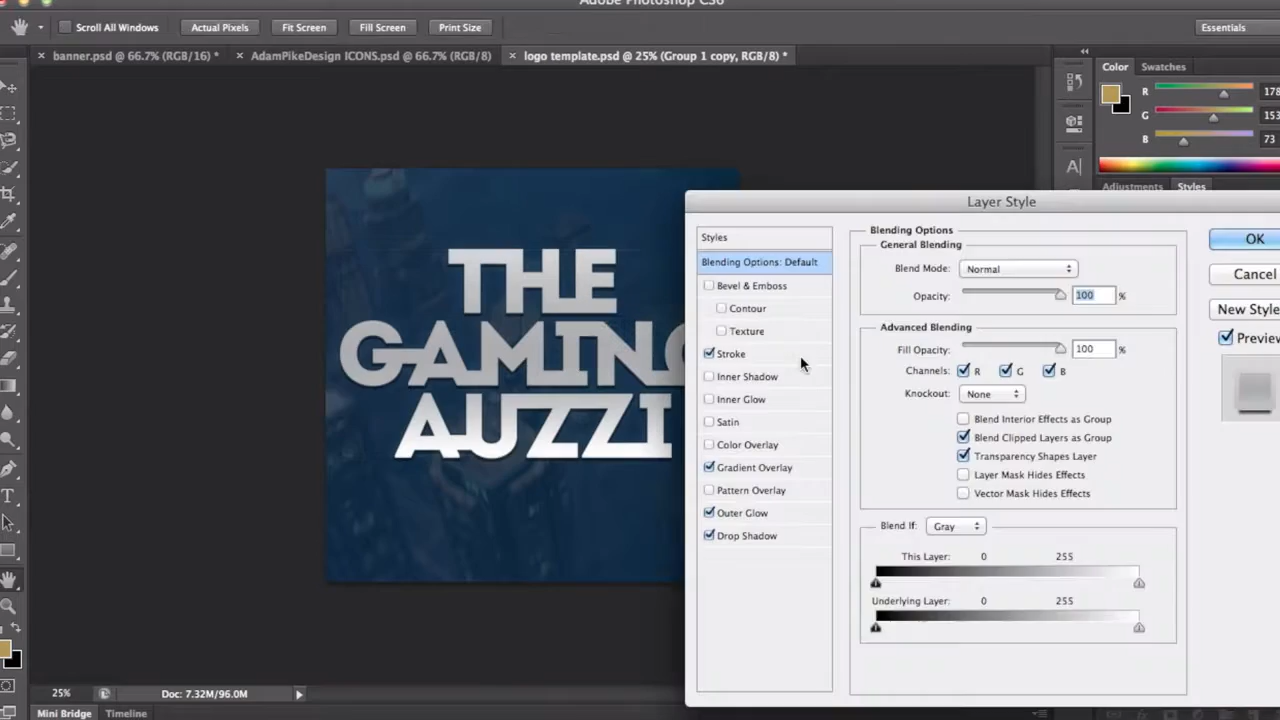 Adobe Photoshop CS6
Scroll All Windows
Actual Pixels
Fit Screen
Fill Screen
Print Size
Essentials
banner.psd @ 66.7% (RGB/16) *
AdamPikeDesign ICONS.psd @ 66.7% (RGB/8)
logo template.psd @ 25% (Group 1 copy, RGB/8) *
Color
Swatches
R
178
G
153
B
73
Adjustments
Styles
THE
GAMING
AUZZI
Layer Style
Styles
Blending Options: Default
Bevel & Emboss
Contour
Texture
Stroke
Inner Shadow
Inner Glow
Satin
Color Overlay
Gradient Overlay
Pattern Overlay
Outer Glow
Drop Shadow
Blending Options
General Blending
Blend Mode: Normal
Opacity: 100 %
Advanced Blending
Fill Opacity: 100 %
Channels: R G B
Knockout: None
Blend Interior Effects as Group
Blend Clipped Layers as Group
Transparency Shapes Layer
Layer Mask Hides Effects
Vector Mask Hides Effects
Blend If: Gray
This Layer: 0 255
Underlying Layer: 0 255
OK
Cancel
New Style
Preview
25%
Doc: 7.32M/96.0M
Mini Bridge
Timeline